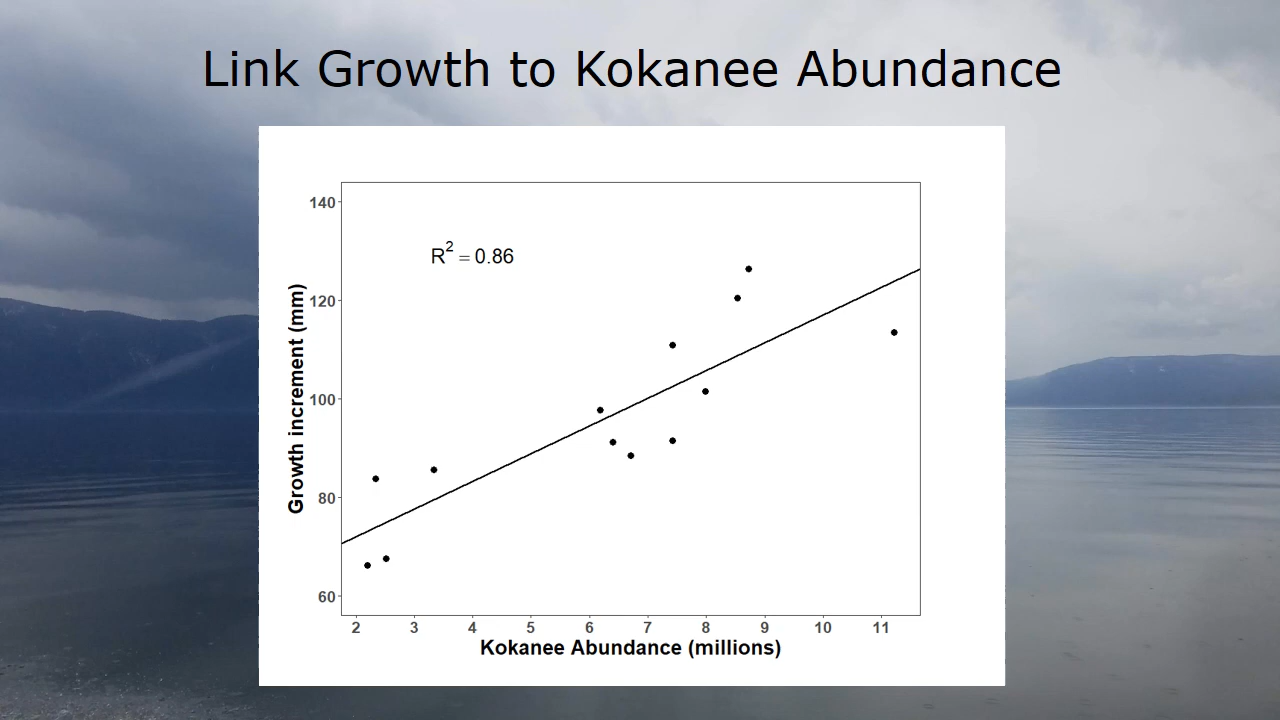 Link Growth to Kokanee Abundance
140
120
100
80
60
R² = 0.86
Growth increment (mm)
2 3 4 5 6 7 8 9 10 11
Kokanee Abundance (millions)